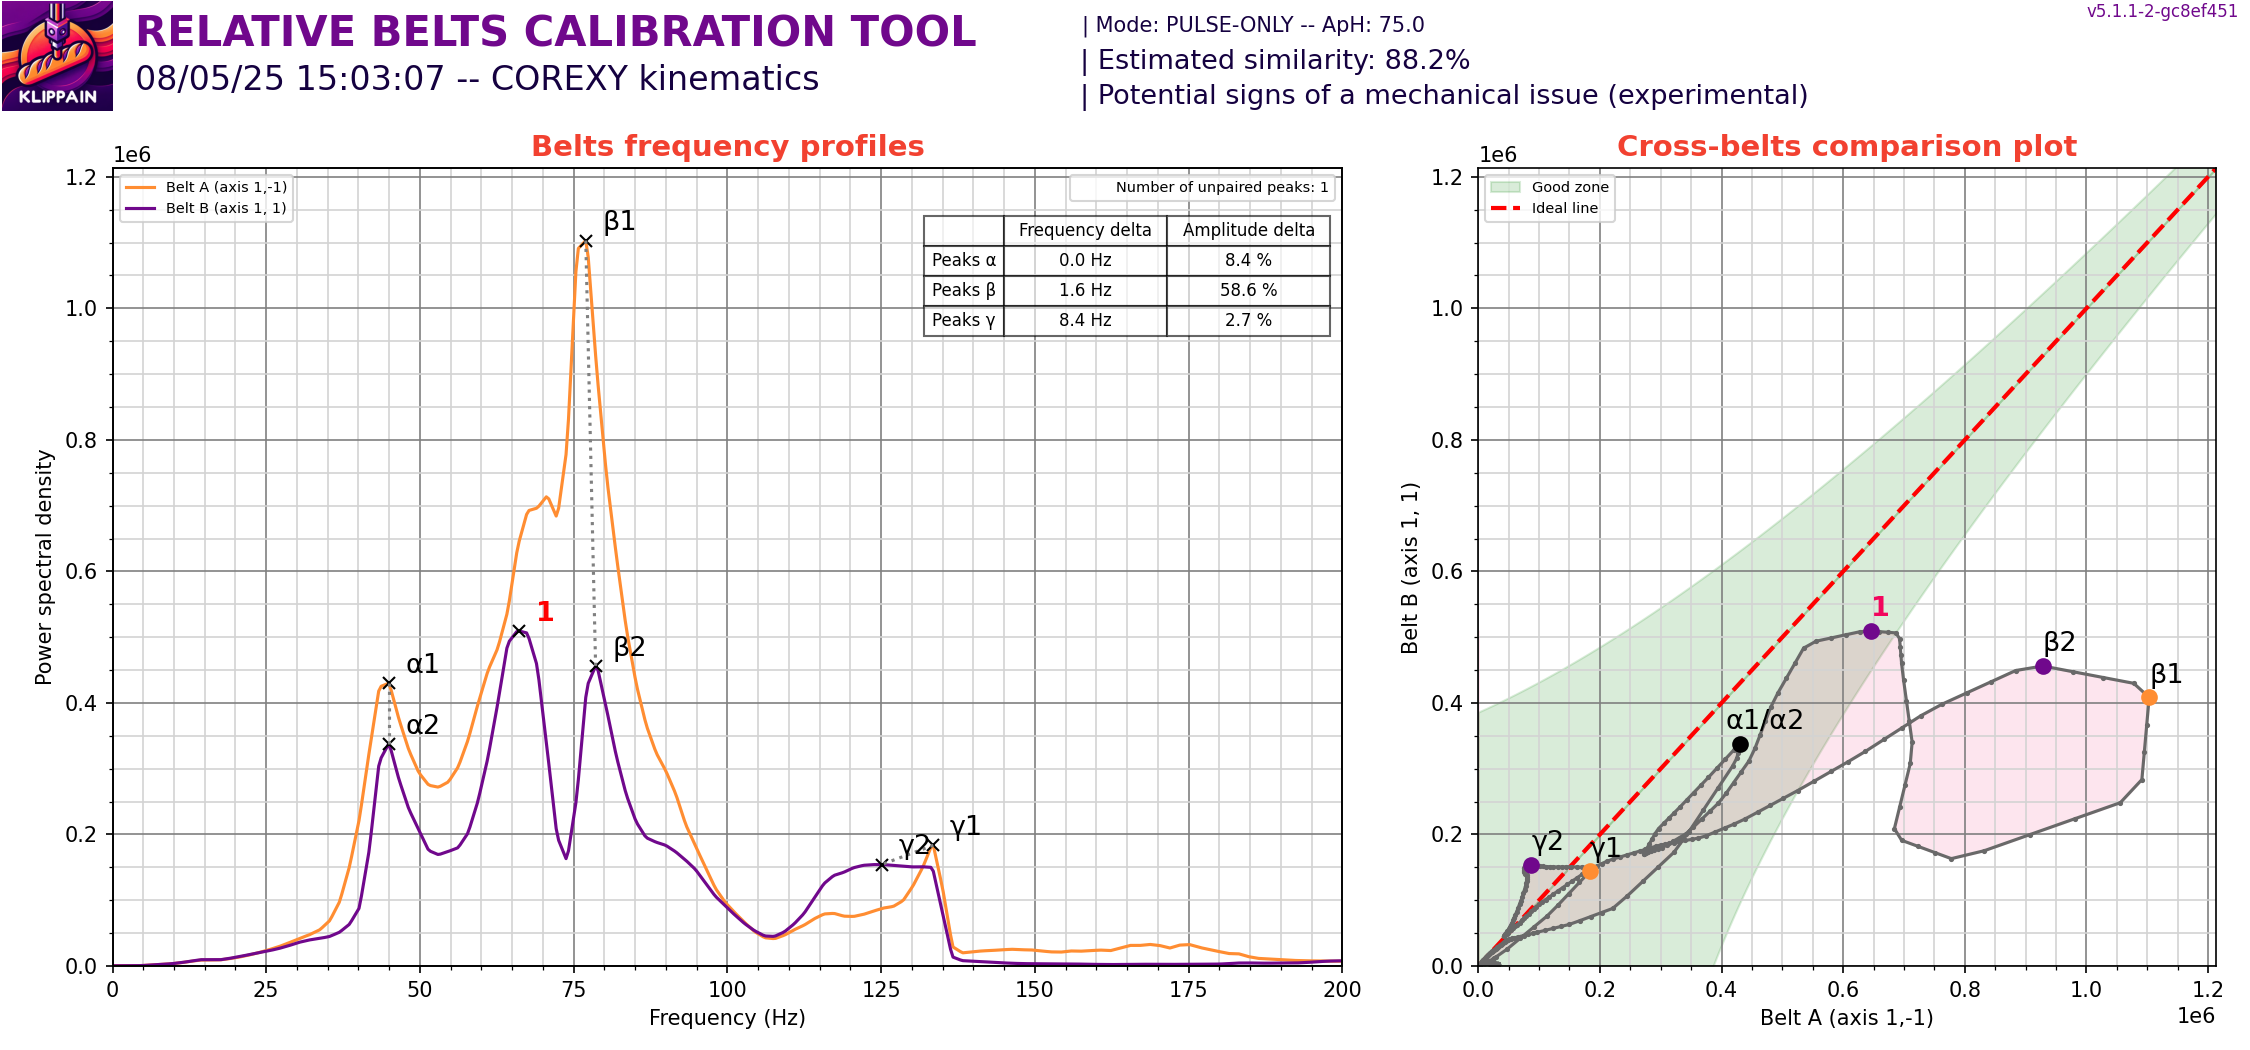 KLIPPAIN
RELATIVE BELTS CALIBRATION TOOL
08/05/25 15:03:07 -- COREXY kinematics
| Mode: PULSE-ONLY -- ApH: 75.0
| Estimated similarity: 88.2%
| Potential signs of a mechanical issue (experimental)
v5.1.1-2-gc8ef451
Belts frequency profiles
1e6
Belt A (axis 1,-1)
Belt B (axis 1, 1)
Number of unpaired peaks: 1
Frequency delta Amplitude delta
Peaks α 0.0 Hz 8.4 %
Peaks β 1.6 Hz 58.6 %
Peaks γ 8.4 Hz 2.7 %
β1
1
β2
α1
α2
γ2
γ1
Power spectral density
1.2
1.0
0.8
0.6
0.4
0.2
0.0
0 25 50 75 100 125 150 175 200
Frequency (Hz)
Cross-belts comparison plot
1e6
Good zone
Ideal line
1
β2
β1
α1/α2
γ2
γ1
Belt B (axis 1, 1)
1.2
1.0
0.8
0.6
0.4
0.2
0.0
0.0 0.2 0.4 0.6 0.8 1.0 1.2
Belt A (axis 1,-1)
1e6